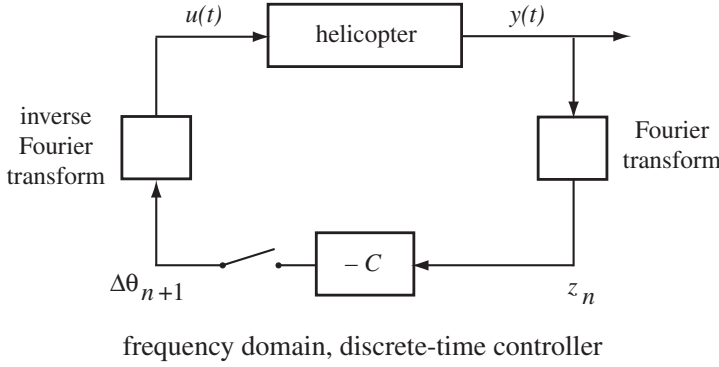 u(t)
helicopter
y(t)
inverse
Fourier
transform
Fourier
transform
– C
Δθn+1
zn
frequency domain, discrete-time controller